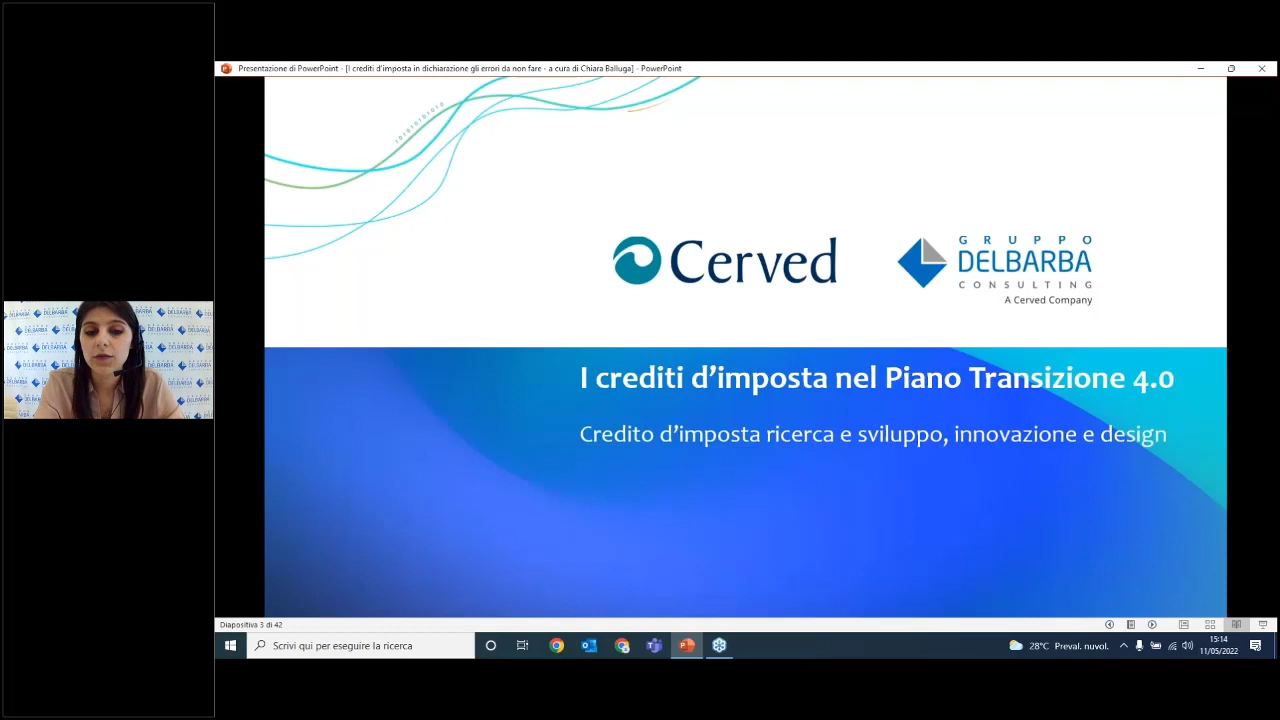 Presentazione di PowerPoint - [I crediti d'imposta in dichiarazione gli errori da non fare - a cura di Chiara Balluga] - PowerPoint
1010101010
Cerved
GRUPPO
DELBARBA
CONSULTING
A Cerved Company
I crediti d'imposta nel Piano Transizione 4.0
Credito d'imposta ricerca e sviluppo, innovazione e design
DELBARBA
Diapositiva 3 di 42
Scrivi qui per eseguire la ricerca
28°C Preval. nuvol.
15:14
11/05/2022